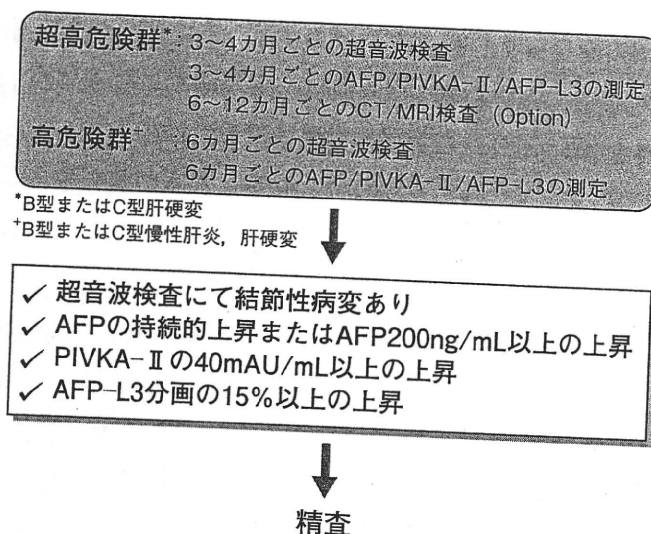 超高危険群*：3～4カ月ごとの超音波検査
3～4カ月ごとのAFP/PIVKA-Ⅱ/AFP-L3の測定
6～12カ月ごとのCT/MRI検査（Option）
高危険群+：6カ月ごとの超音波検査
6カ月ごとのAFP/PIVKA-Ⅱ/AFP-L3の測定
*B型またはC型肝硬変
+B型またはC型慢性肝炎，肝硬変
✓ 超音波検査にて結節性病変あり
✓ AFPの持続的上昇またはAFP200ng/mL以上の上昇
✓ PIVKA-Ⅱの40mAU/mL以上の上昇
✓ AFP-L3分画の15%以上の上昇
精査